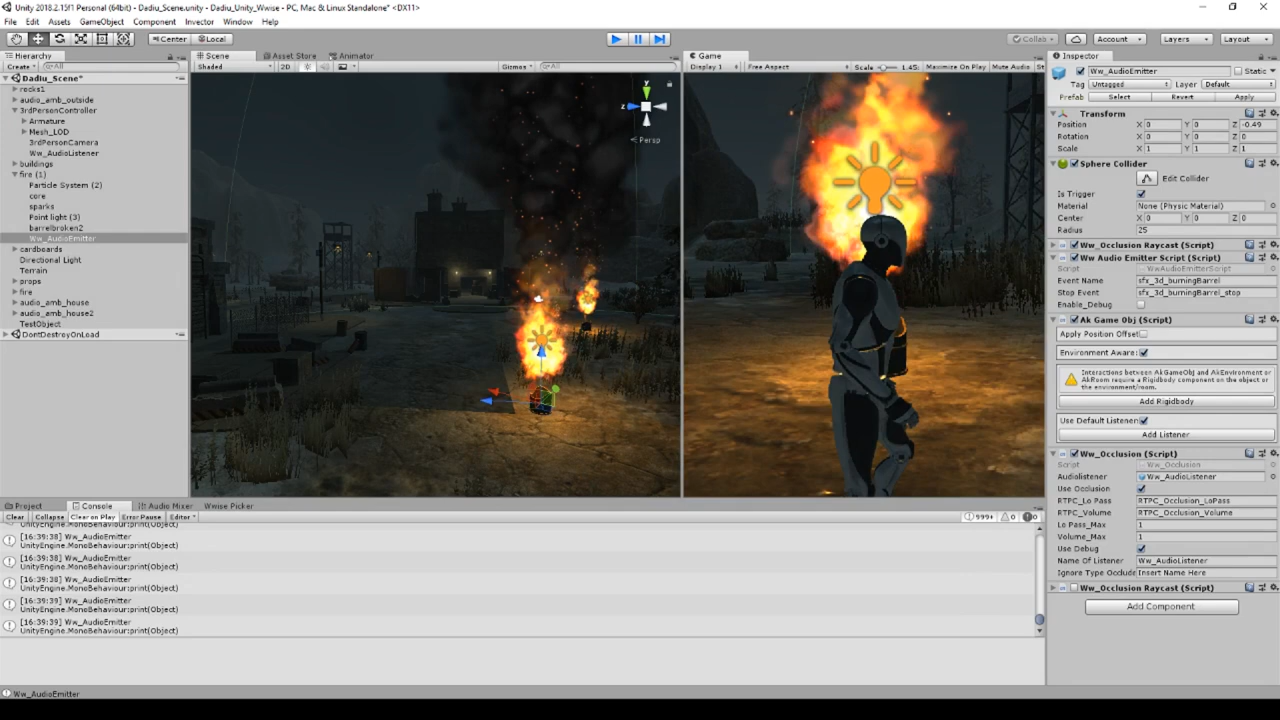 Unity 2018.2.15f1 Personal (64bit) - Dadiu_Scene.unity - Dadiu_Unity_Wwise - PC, Mac & Linux Standalone* <DX11>
File Edit Assets GameObject Component Invector Window Help
Center Local Collab Account Layers Layout
Hierarchy
Create All
Dadiu_Scene*
rocks1
audio_amb_outside
3rdPersonController
Armature
Mesh_LOD
3rdPersonCamera
Ww_AudioListener
buildings
fire (1)
Particle System (2)
core
sparks
Point light (3)
barrelbroken2
Ww_AudioEmitter
cardboards
Directional Light
Terrain
props
fire
audio_amb_house
audio_amb_house2
TestObject
DontDestroyOnLoad
Scene Asset Store Animator
Shaded 2D Gizmos All
y
z
Persp
Game
Display 1 Free Aspect Scale 1.45 Maximize On Play Mute Audio St
Inspector
Ww_AudioEmitter Static
Tag Untagged Layer Default
Prefab Select Revert Apply
Transform
Position X 0 Y 0 Z -0.49
Rotation X 0 Y 0 Z 0
Scale X 1 Y 1 Z 1
Sphere Collider
Edit Collider
Is Trigger
Material None (Physic Material)
Center X 0 Y 0 Z 0
Radius 25
Ww_Occlusion Raycast (Script)
Ww Audio Emitter Script (Script)
Script WwAudioEmitterScript
Event Name sfx_3d_burningBarrel
Stop Event sfx_3d_burningBarrel_stop
Enable_Debug
Ak Game Obj (Script)
Apply Position Offset:
Environment Aware:
Interactions between AkGameObj and AkEnvironment or
AkRoom require a Rigidbody component on the object or
the environment/room.
Add Rigidbody
Use Default Listener:
Add Listener
Ww_Occlusion (Script)
Script Ww_Occlusion
Audiolistener Ww_AudioListener
Use Occlusion
RTPC_Lo Pass RTPC_Occlusion_LoPass
RTPC_Volume RTPC_Occlusion_Volume
Lo Pass_Max 1
Volume_Max 1
Use Debug
Name Of Listener Ww_AudioListener
Ignore Type Occlude Insert Name Here
Ww_Occlusion Raycast (Script)
Add Component
Project Console Audio Mixer Wwise Picker
Clear Collapse Clear on Play Error Pause Editor 999+ 0 0
UnityEngine.MonoBehaviour:print(Object)
[16:39:38] Ww_AudioEmitter
UnityEngine.MonoBehaviour:print(Object)
[16:39:38] Ww_AudioEmitter
UnityEngine.MonoBehaviour:print(Object)
[16:39:38] Ww_AudioEmitter
UnityEngine.MonoBehaviour:print(Object)
[16:39:39] Ww_AudioEmitter
UnityEngine.MonoBehaviour:print(Object)
[16:39:39] Ww_AudioEmitter
UnityEngine.MonoBehaviour:print(Object)
Ww_AudioEmitter